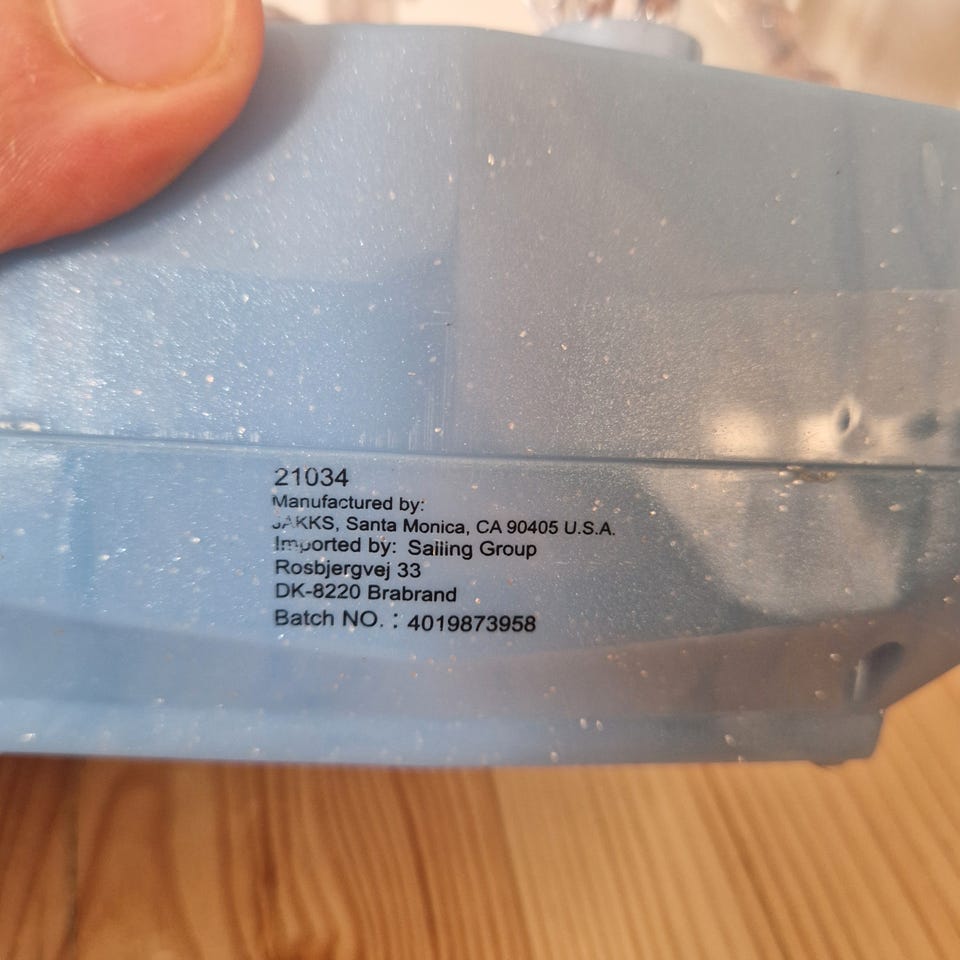 21034
Manufactured by:
JAKKS, Santa Monica, CA 90405 U.S.A.
Imported by: Sailing Group
Rosbjergvej 33
DK-8220 Brabrand
Batch NO. : 4019873958